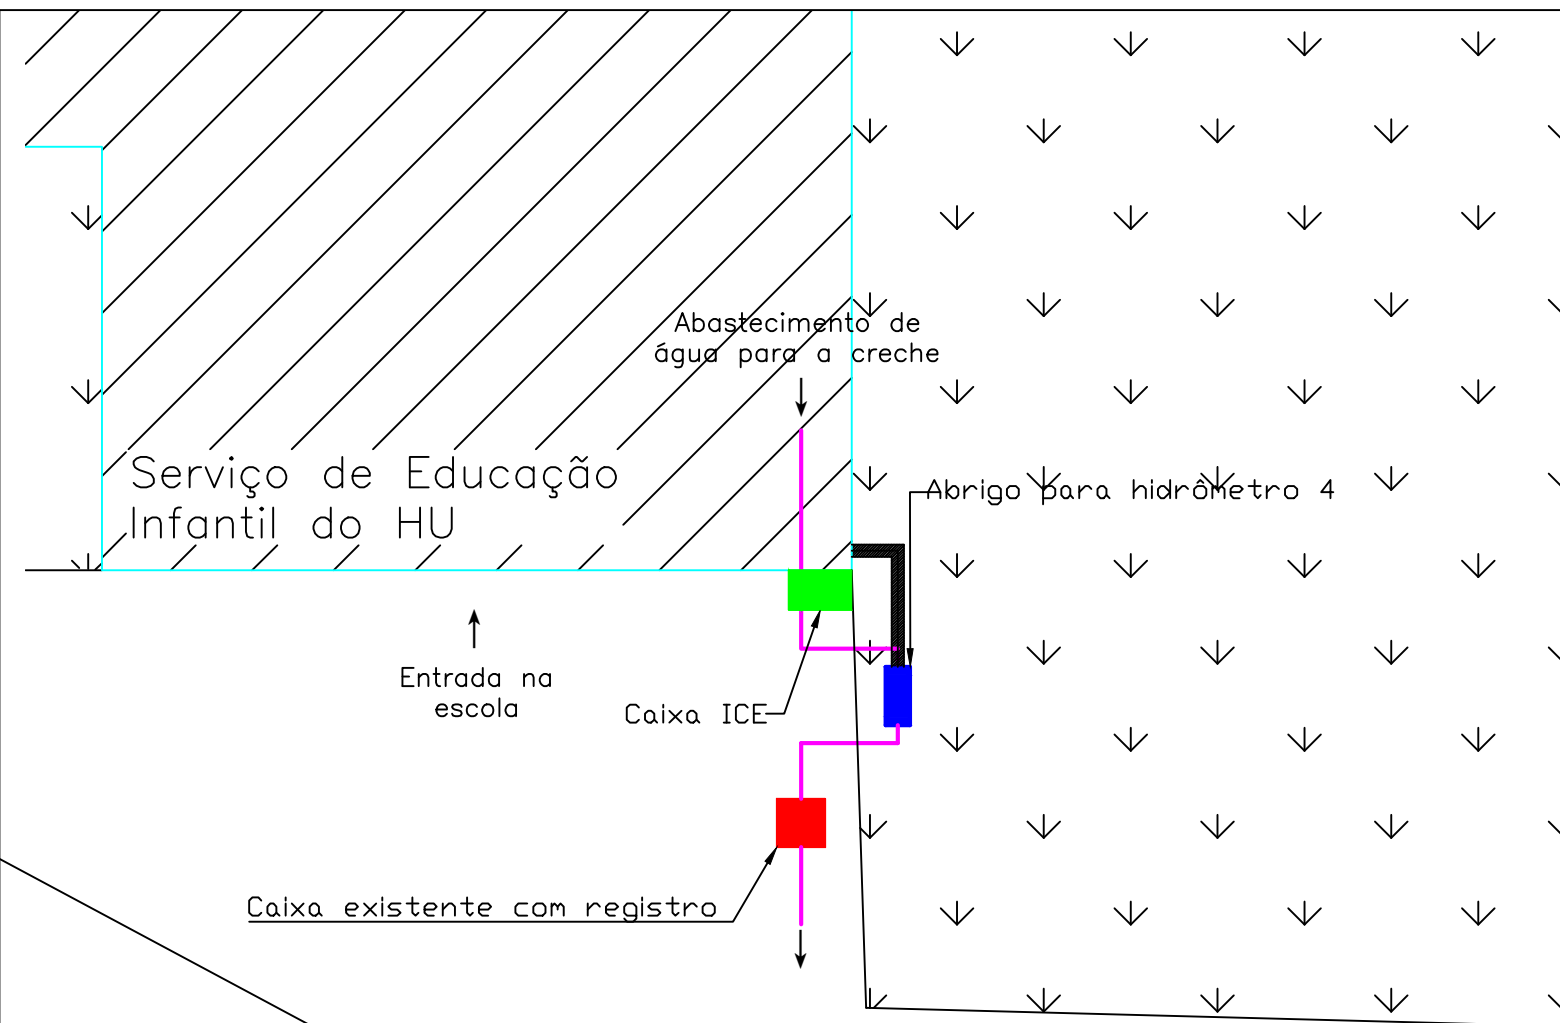 Abastecimento de
água para a creche
Serviço de Educação
Infantil do HU
Abrigo para hidrômetro 4
Entrada na
escola
Caixa ICE
Caixa existente com registro